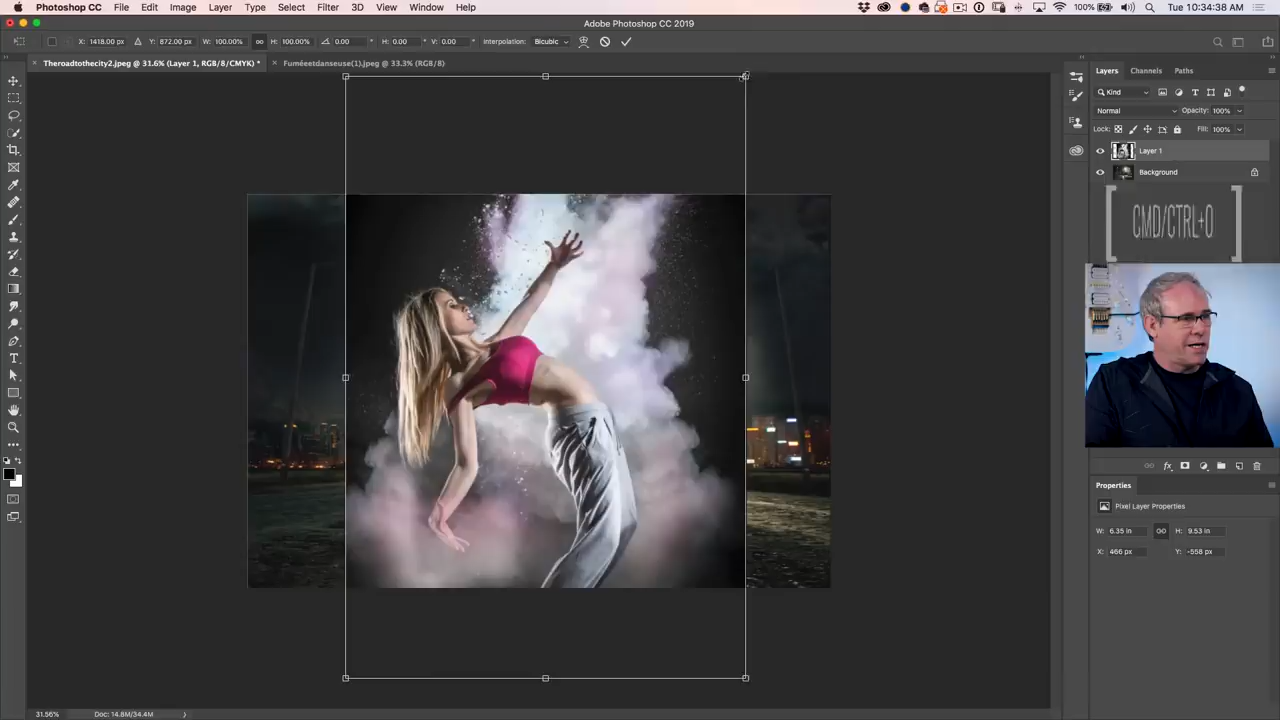 Photoshop CC File Edit Image Layer Type Select Filter 3D View Window Help 100% Tue 10:34:38 AM
Adobe Photoshop CC 2019
X: 1418.00 px Y: 872.00 px W: 100.00% H: 100.00% 0.00 ° H: 0.00 ° V: 0.00 ° Interpolation: Bicubic
Theroadtothecity2.jpeg @ 31.6% (Layer 1, RGB/8/CMYK) * Fuméeetdanseuse(1).jpeg @ 33.3% (RGB/8)
Layers Channels Paths
Kind
Normal Opacity: 100%
Lock: Fill: 100%
Layer 1
Background
CMD/CTRL+0
Properties
Pixel Layer Properties
W: 6.35 in H: 9.53 in
X: 466 px Y: -558 px
31.56% Doc: 14.8M/34.4M